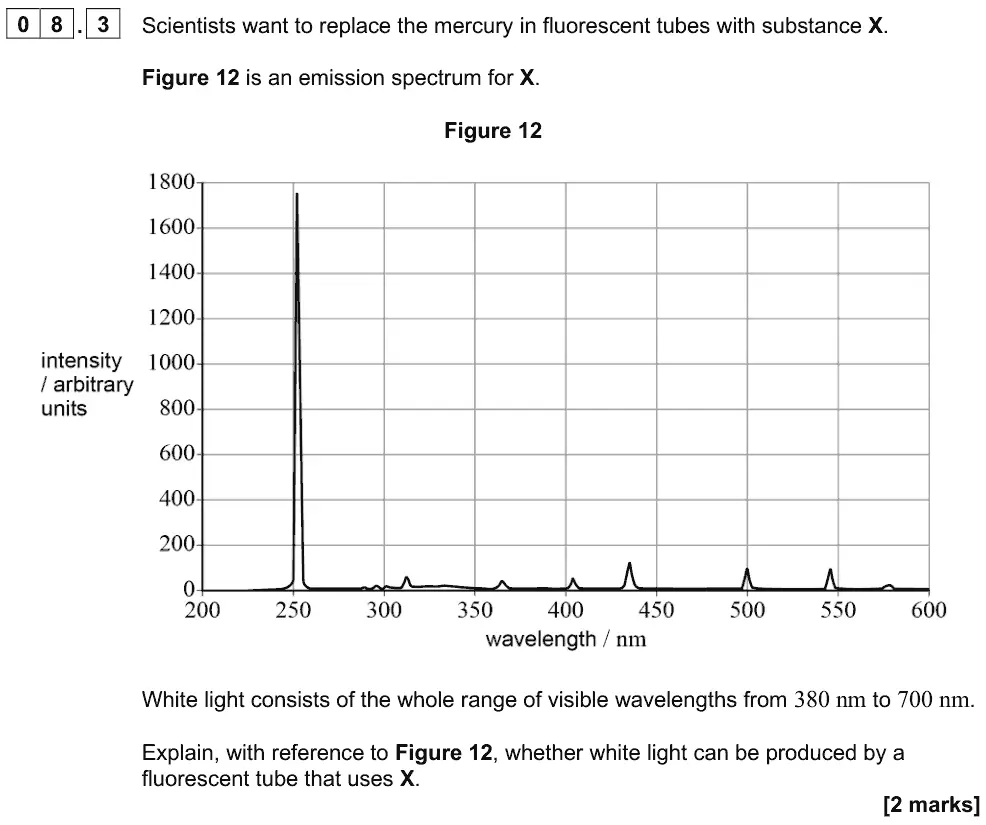 0 8 . 3 Scientists want to replace the mercury in fluorescent tubes with substance X.
Figure 12 is an emission spectrum for X.
Figure 12
1800
1600
1400
1200
intensity / arbitrary units
1000
800
600
400
200
0
200 250 300 350 400 450 500 550 600
wavelength / nm
White light consists of the whole range of visible wavelengths from 380 nm to 700 nm.
Explain, with reference to Figure 12, whether white light can be produced by a
fluorescent tube that uses X.
[2 marks]